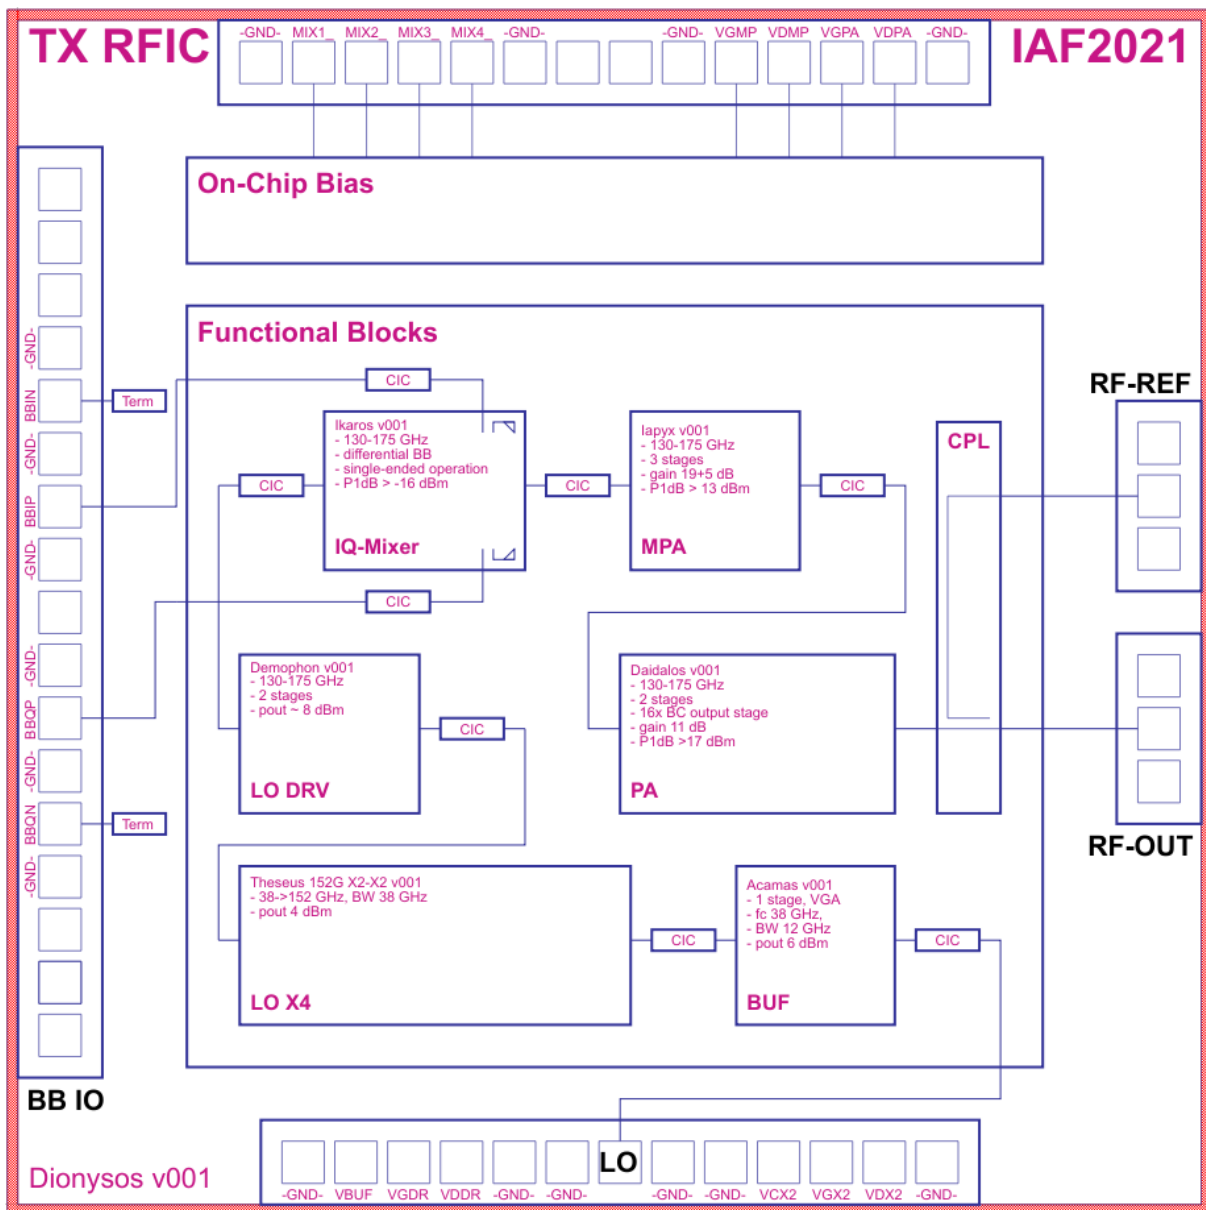 TX RFIC
IAF2021
-GND- MIX1_ MIX2_ MIX3_ MIX4_ -GND- -GND- VGMP VDMP VGPA VDPA -GND-
On-Chip Bias
Functional Blocks
-GND-
BBIN
Term
-GND-
BBIP
-GND-
-GND-
BBQP
-GND-
BBQN
Term
-GND-
BB IO
CIC
Ikaros v001
- 130-175 GHz
- differential BB
- single-ended operation
- P1dB > -16 dBm
IQ-Mixer
CIC
CIC
CIC
Iapyx v001
- 130-175 GHz
- 3 stages
- gain 19+5 dB
- P1dB > 13 dBm
MPA
CIC
CPL
RF-REF
Demophon v001
- 130-175 GHz
- 2 stages
- pout ~ 8 dBm
LO DRV
CIC
Daidalos v001
- 130-175 GHz
- 2 stages
- 16x BC output stage
- gain 11 dB
- P1dB >17 dBm
PA
RF-OUT
Theseus 152G X2-X2 v001
- 38->152 GHz, BW 38 GHz
- pout 4 dBm
LO X4
CIC
Acamas v001
- 1 stage, VGA
- fc 38 GHz,
- BW 12 GHz
- pout 6 dBm
BUF
CIC
LO
Dionysos v001
-GND- VBUF VGDR VDDR -GND- -GND- -GND- -GND- VCX2 VGX2 VDX2 -GND-